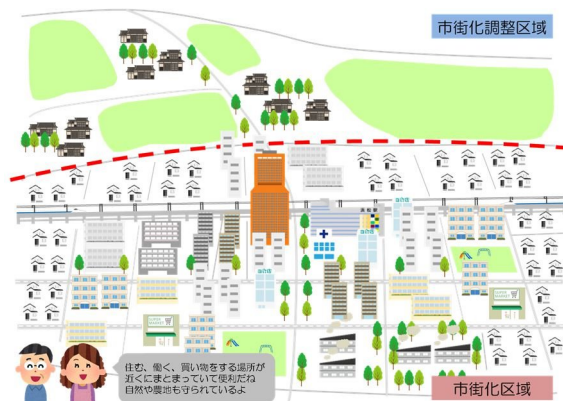 市街化調整区域
住む、働く、買い物をする場所が
近くにまとまっていて便利だね
自然や農地も守られているよ
市街化区域